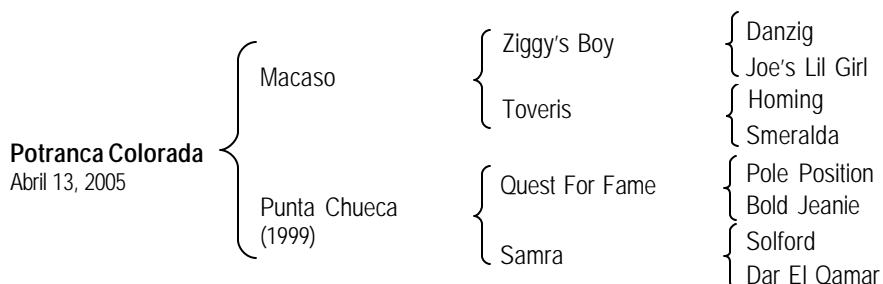 Potranca Colorada
Abril 13, 2005
Macaso
Punta Chueca
(1999)
Ziggy's Boy
Toveris
Quest For Fame
Samra
Danzig
Joe's Lil Girl
Homing
Smeralda
Pole Position
Bold Jeanie
Solford
Dar El Qamar